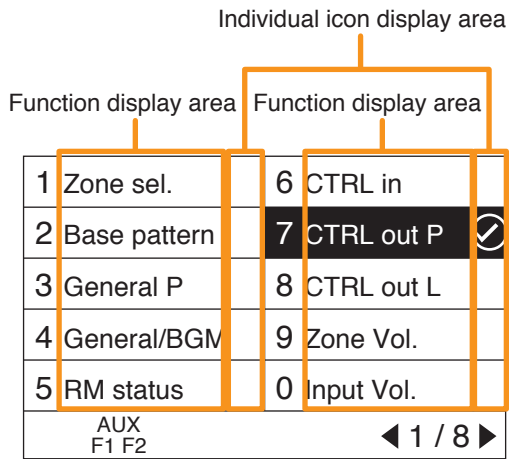 Individual icon display area
Function display area Function display area
1 Zone sel. 6 CTRL in
2 Base pattern 7 CTRL out P
3 General P 8 CTRL out L
4 General/BGM 9 Zone Vol.
5 RM status 0 Input Vol.
AUX
F1 F2 ◀ 1 / 8 ▶